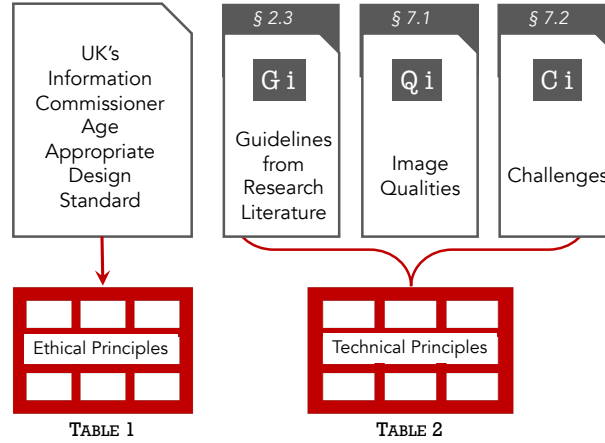 UK's
Information
Commissioner
Age
Appropriate
Design
Standard
§ 2.3
Gi
Guidelines
from
Research
Literature
§ 7.1
Qi
Image
Qualities
§ 7.2
Ci
Challenges
Ethical Principles
TABLE 1
Technical Principles
TABLE 2